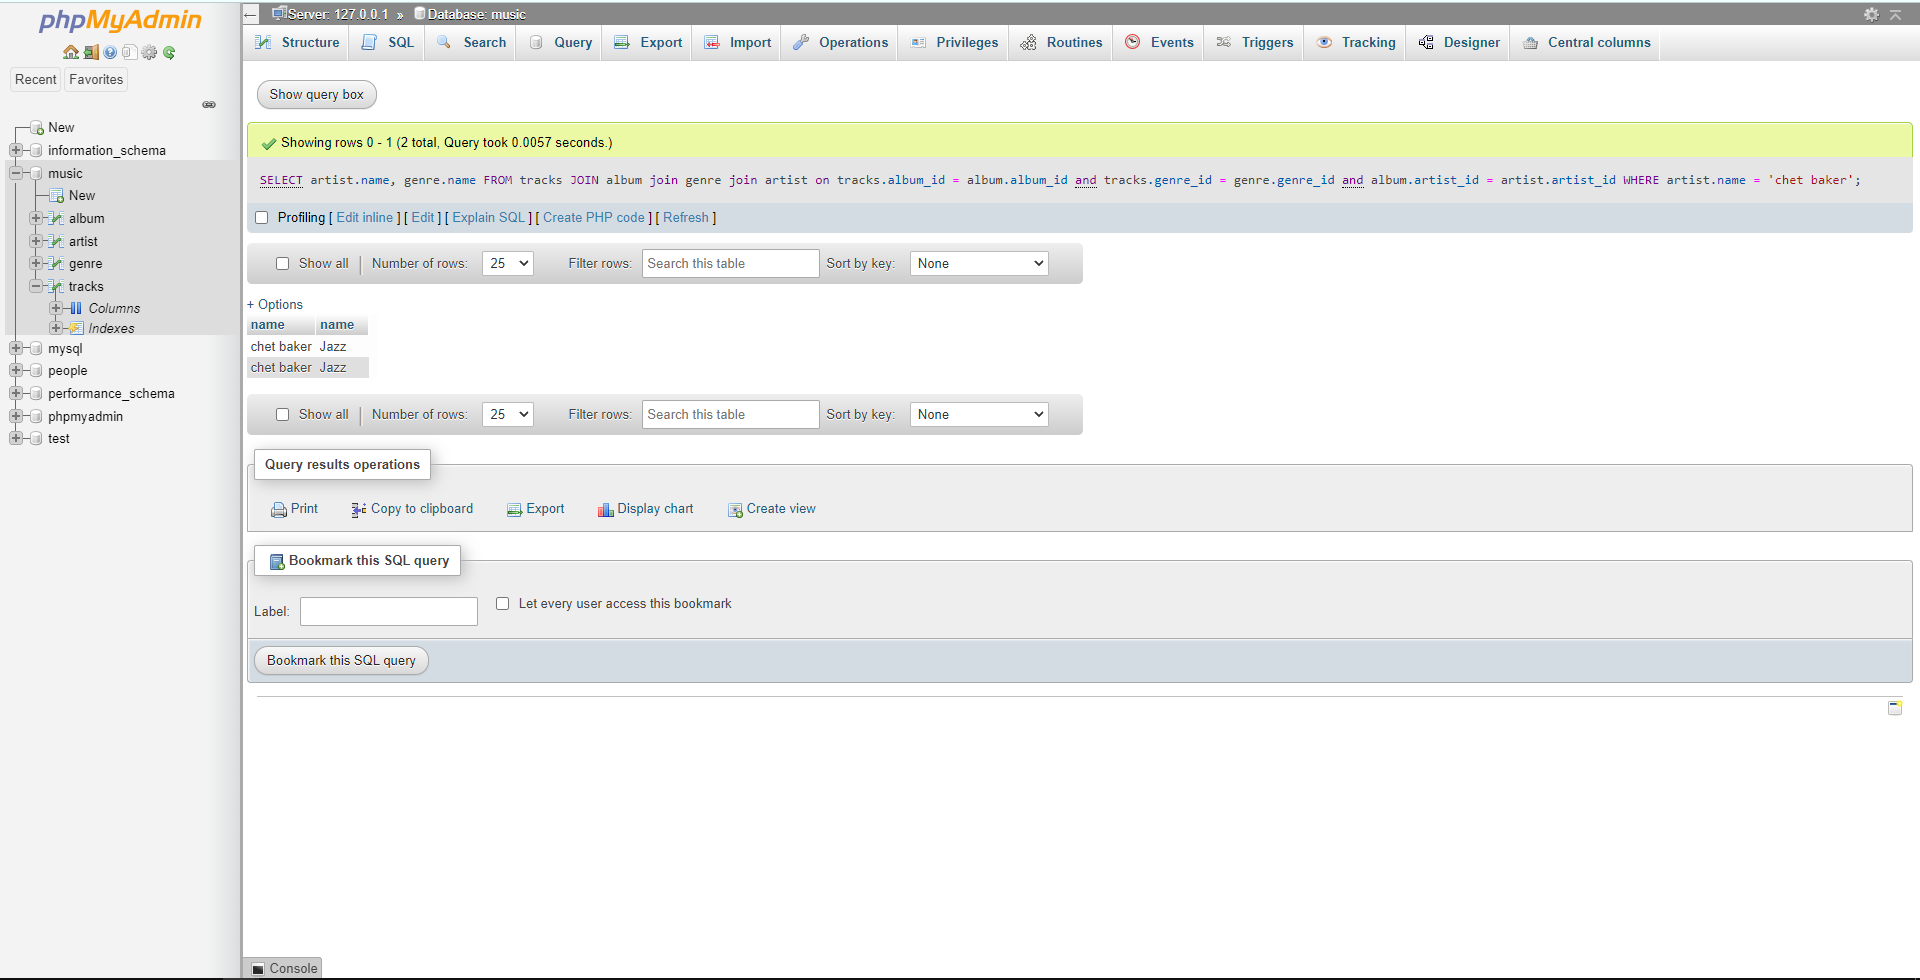 phpMyAdmin
Recent Favorites
New
information_schema
music
New
album
artist
genre
tracks
Columns
Indexes
mysql
people
performance_schema
phpmyadmin
test
Server: 127.0.0.1 » Database: music
Structure SQL Search Query Export Import Operations Privileges Routines Events Triggers Tracking Designer Central columns
Show query box
Showing rows 0 - 1 (2 total, Query took 0.0057 seconds.)
SELECT artist.name, genre.name FROM tracks JOIN album join genre join artist on tracks.album_id = album.album_id and tracks.genre_id = genre.genre_id and album.artist_id = artist.artist_id WHERE artist.name = 'chet baker';
Profiling [ Edit inline ] [ Edit ] [ Explain SQL ] [ Create PHP code ] [ Refresh ]
Show all Number of rows: 25 Filter rows: Search this table Sort by key: None
+ Options
name name
chet baker Jazz
chet baker Jazz
Show all Number of rows: 25 Filter rows: Search this table Sort by key: None
Query results operations
Print Copy to clipboard Export Display chart Create view
Bookmark this SQL query
Label: Let every user access this bookmark
Bookmark this SQL query
Console